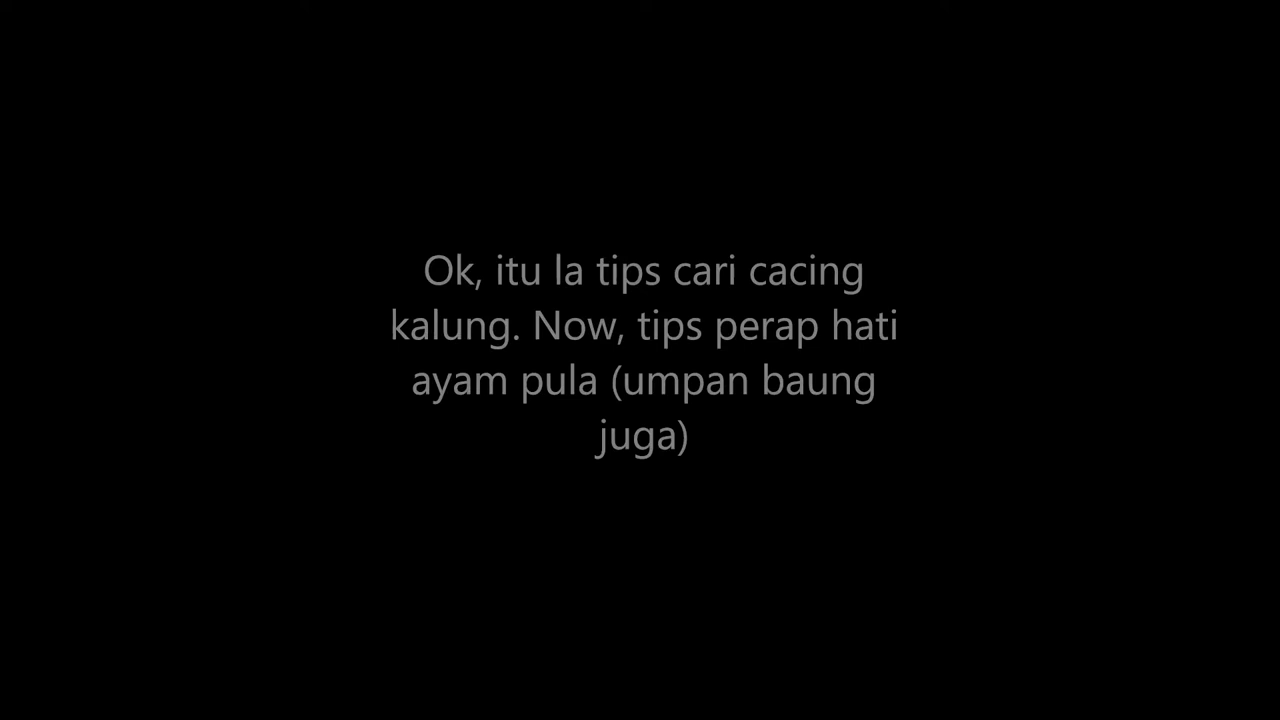 Ok, itu la tips cari cacing
kalung. Now, tips perap hati
ayam pula (umpan baung
juga)